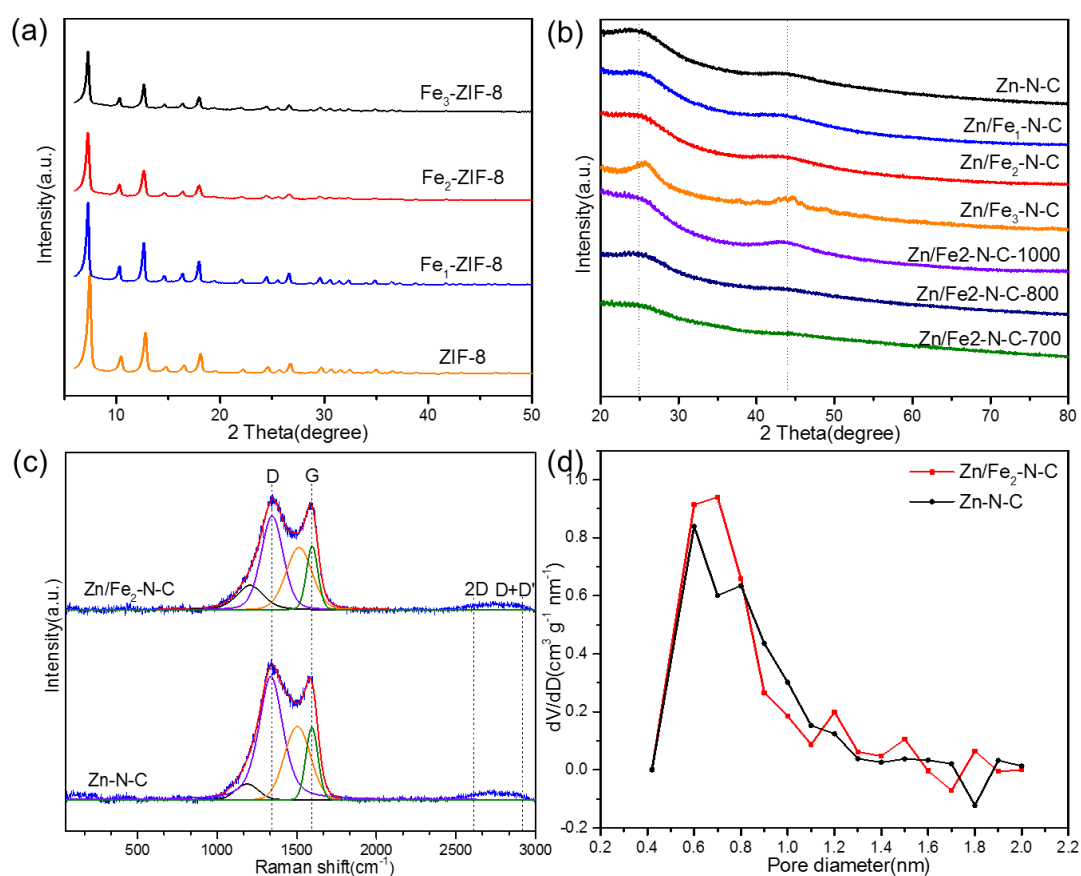 (a)
Fe₃-ZIF-8
Fe₂-ZIF-8
Fe₁-ZIF-8
ZIF-8
Intensity(a.u.)
10 20 30 40 50
2 Theta(degree)
(b)
Zn-N-C
Zn/Fe₁-N-C
Zn/Fe₂-N-C
Zn/Fe₃-N-C
Zn/Fe2-N-C-1000
Zn/Fe2-N-C-800
Zn/Fe2-N-C-700
Intensity(a.u.)
20 30 40 50 60 70 80
2 Theta(degree)
(c)
D G
Zn/Fe₂-N-C
2D D+D'
Zn-N-C
Intensity(a.u.)
500 1000 1500 2000 2500 3000
Raman shift(cm⁻¹)
(d)
Zn/Fe₂-N-C
Zn-N-C
dV/dD(cm³ g⁻¹ nm⁻¹)
1.0
0.8
0.6
0.4
0.2
0.0
-0.2
0.2 0.4 0.6 0.8 1.0 1.2 1.4 1.6 1.8 2.0 2.2
Pore diameter(nm)